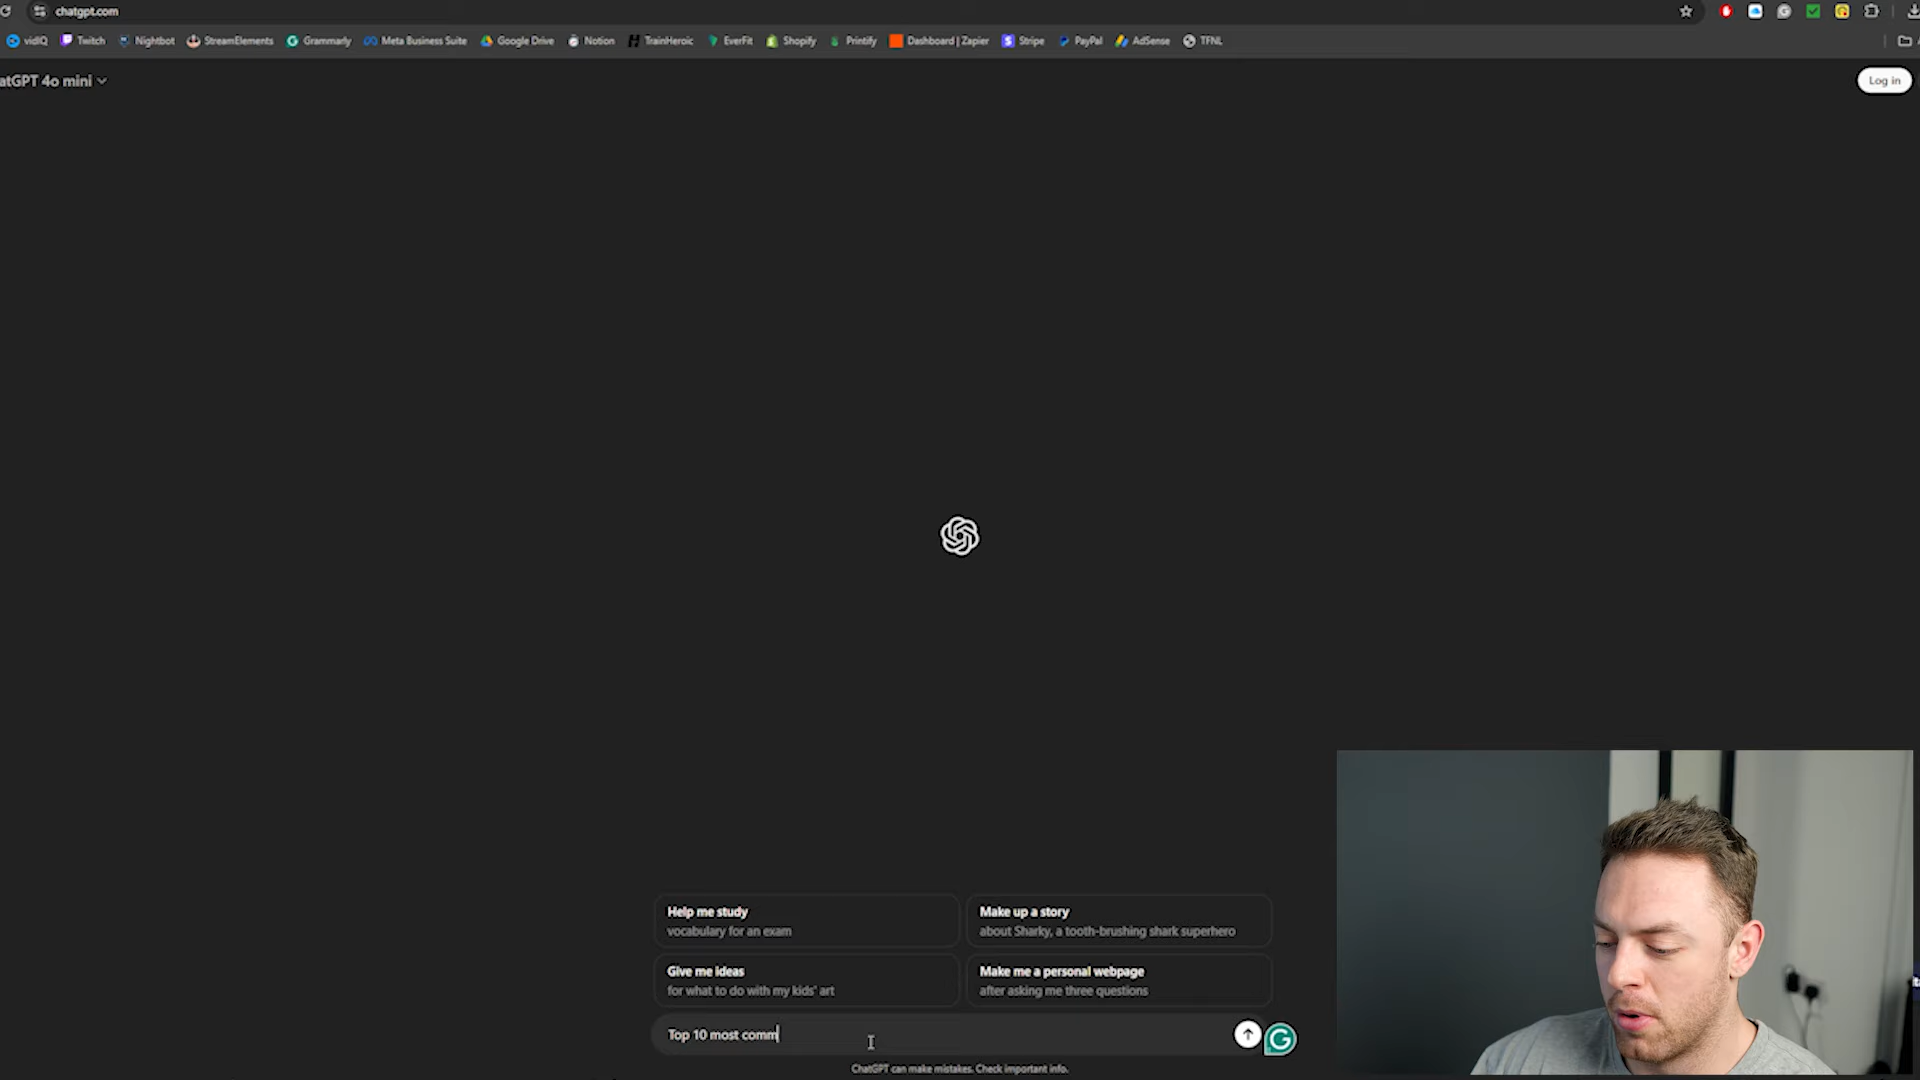 chatgpt.com
vidIQ Twitch Nightbot StreamElements Grammarly Meta Business Suite Google Drive Notion TrainHeroic EverFit Shopify Printify Dashboard | Zapier Stripe PayPal AdSense TFNL
atGPT 4o mini
Log in
Help me study
vocabulary for an exam
Make up a story
about Sharky, a tooth-brushing shark superhero
Give me ideas
for what to do with my kids' art
Make me a personal webpage
after asking me three questions
Top 10 most comm
ChatGPT can make mistakes. Check important info.